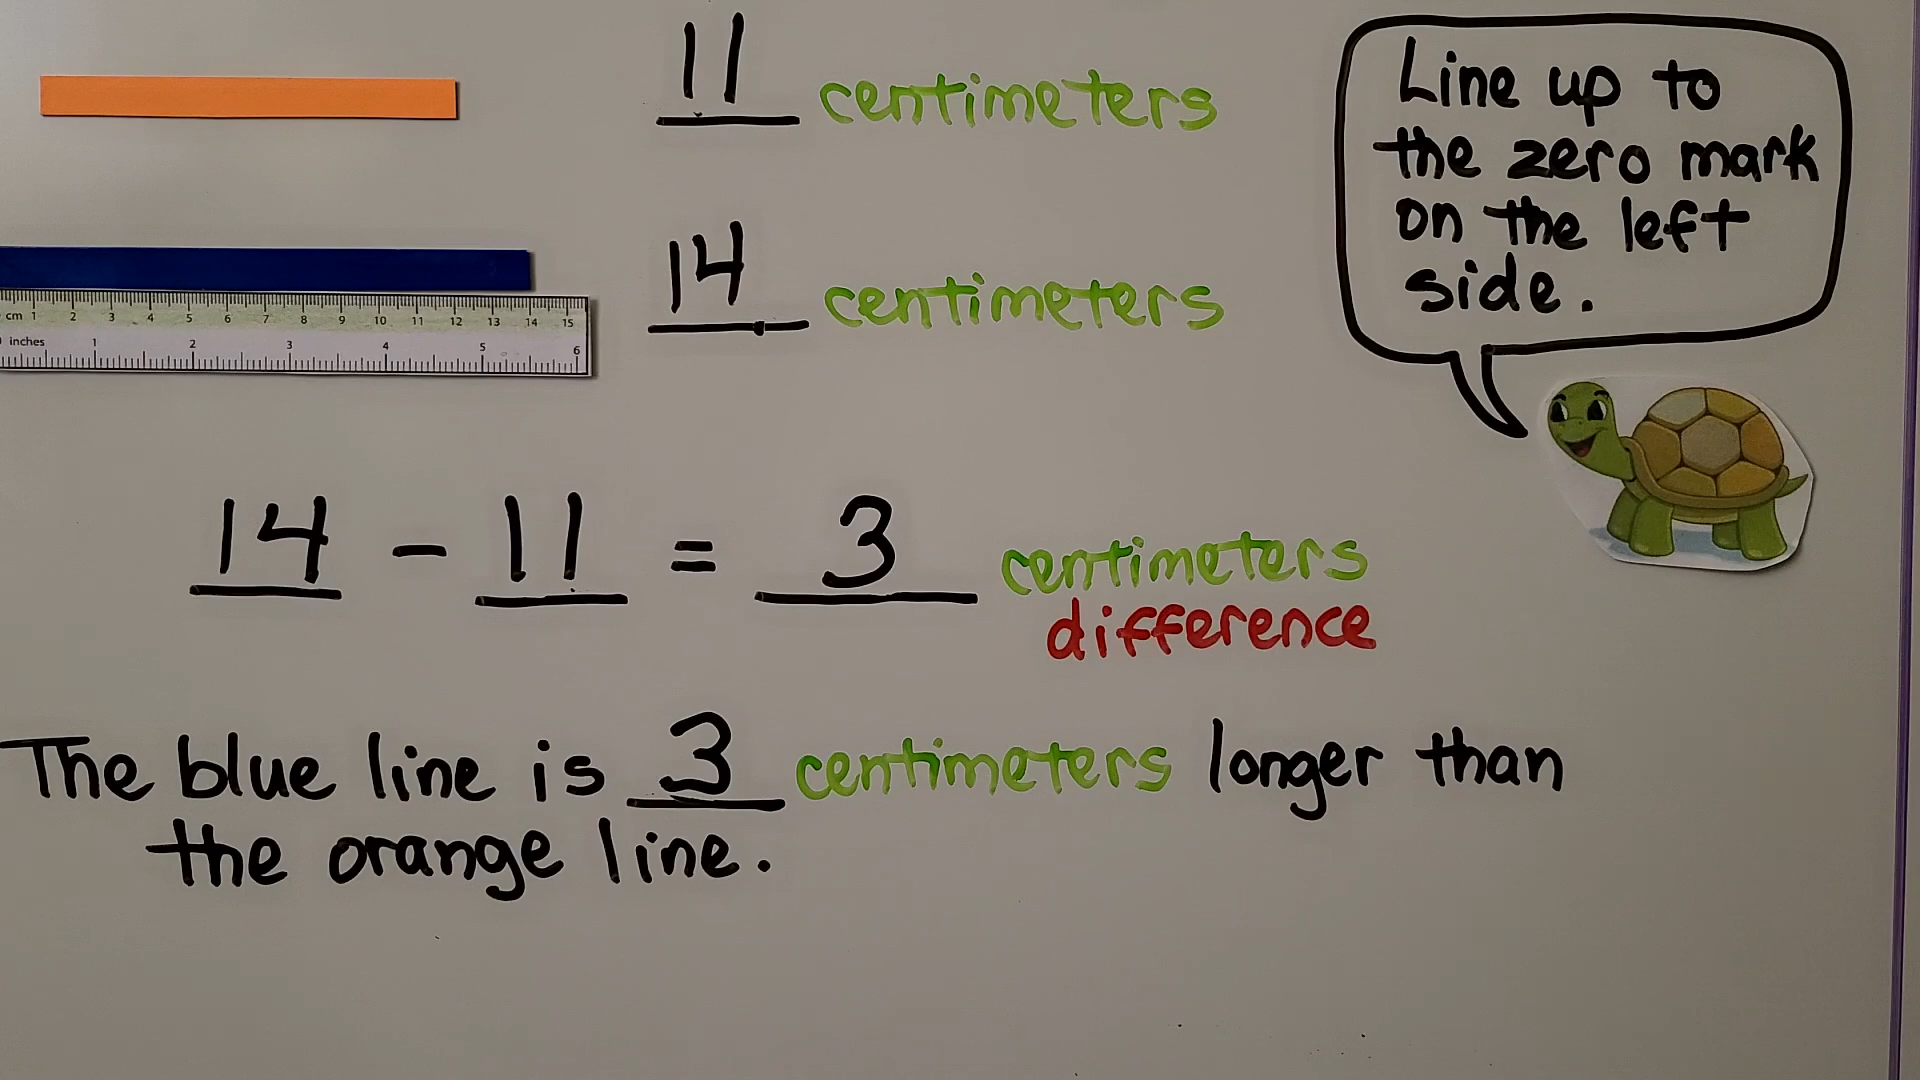 11 centimeters
Line up to
the zero mark
on the left
side.
14 centimeters
cm 1 2 3 4 5 6 7 8 9 10 11 12 13 14 15
inches 1 2 3 4 5 6
14 - 11 = 3 centimeters
difference
The blue line is 3 centimeters longer than
the orange line.